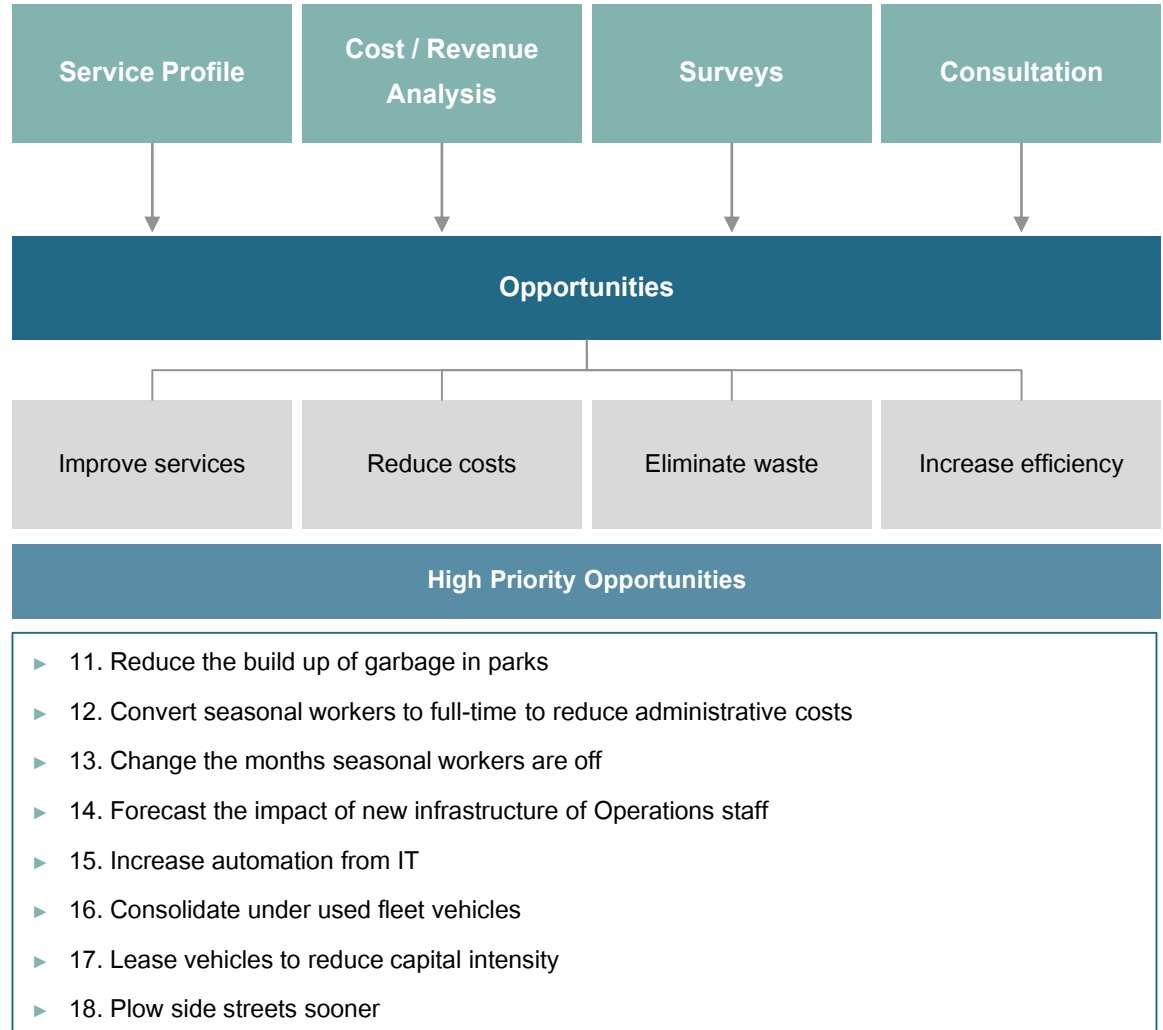 Service Profile
Cost / Revenue
Analysis
Surveys
Consultation
Opportunities
Improve services
Reduce costs
Eliminate waste
Increase efficiency
High Priority Opportunities
► 11. Reduce the build up of garbage in parks
► 12. Convert seasonal workers to full-time to reduce administrative costs
► 13. Change the months seasonal workers are off
► 14. Forecast the impact of new infrastructure of Operations staff
► 15. Increase automation from IT
► 16. Consolidate under used fleet vehicles
► 17. Lease vehicles to reduce capital intensity
► 18. Plow side streets sooner